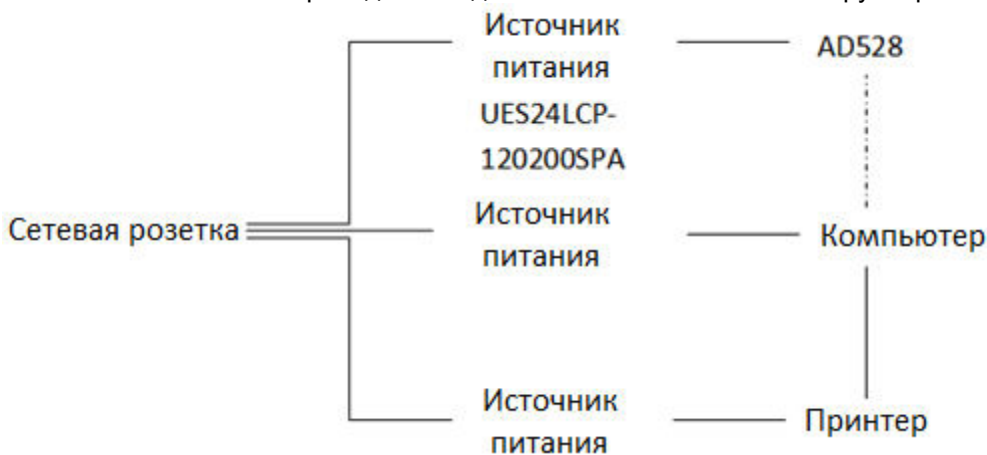 Источник
питания
UES24LCP-
120200SPA
AD528
Сетевая розетка
Источник
питания
Компьютер
Источник
питания
Принтер